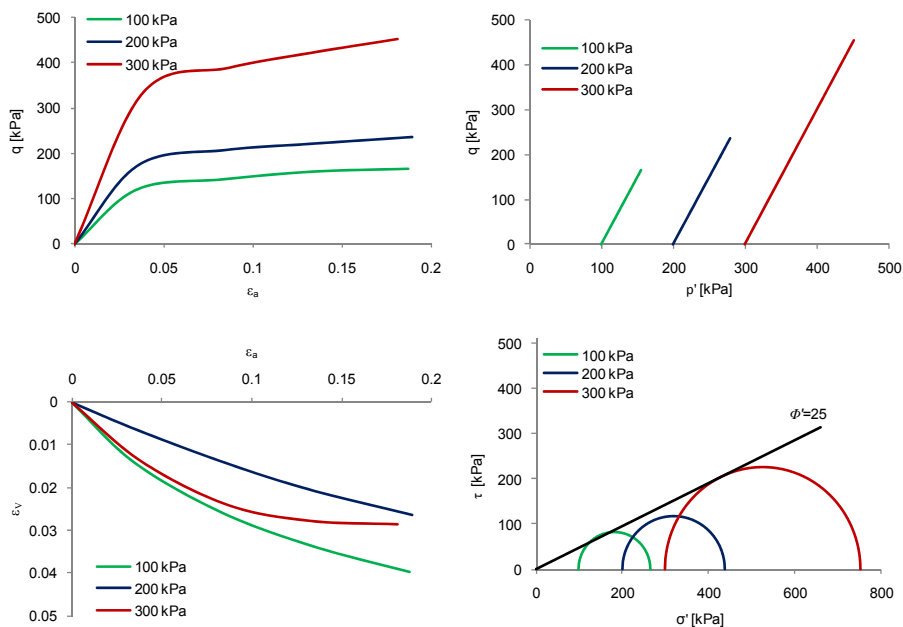 500
400
300
200
100
0
q [kPa]
100 kPa
200 kPa
300 kPa
0
0.05
0.1
0.15
0.2
εa
500
400
300
200
100
0
q [kPa]
100 kPa
200 kPa
300 kPa
0
100
200
300
400
500
p' [kPa]
εa
0
0.05
0.1
0.15
0.2
0
0.01
0.02
0.03
0.04
0.05
εv
100 kPa
200 kPa
300 kPa
500
400
300
200
100
0
τ [kPa]
100 kPa
200 kPa
300 kPa
Φ'=25
0
200
400
600
800
σ' [kPa]